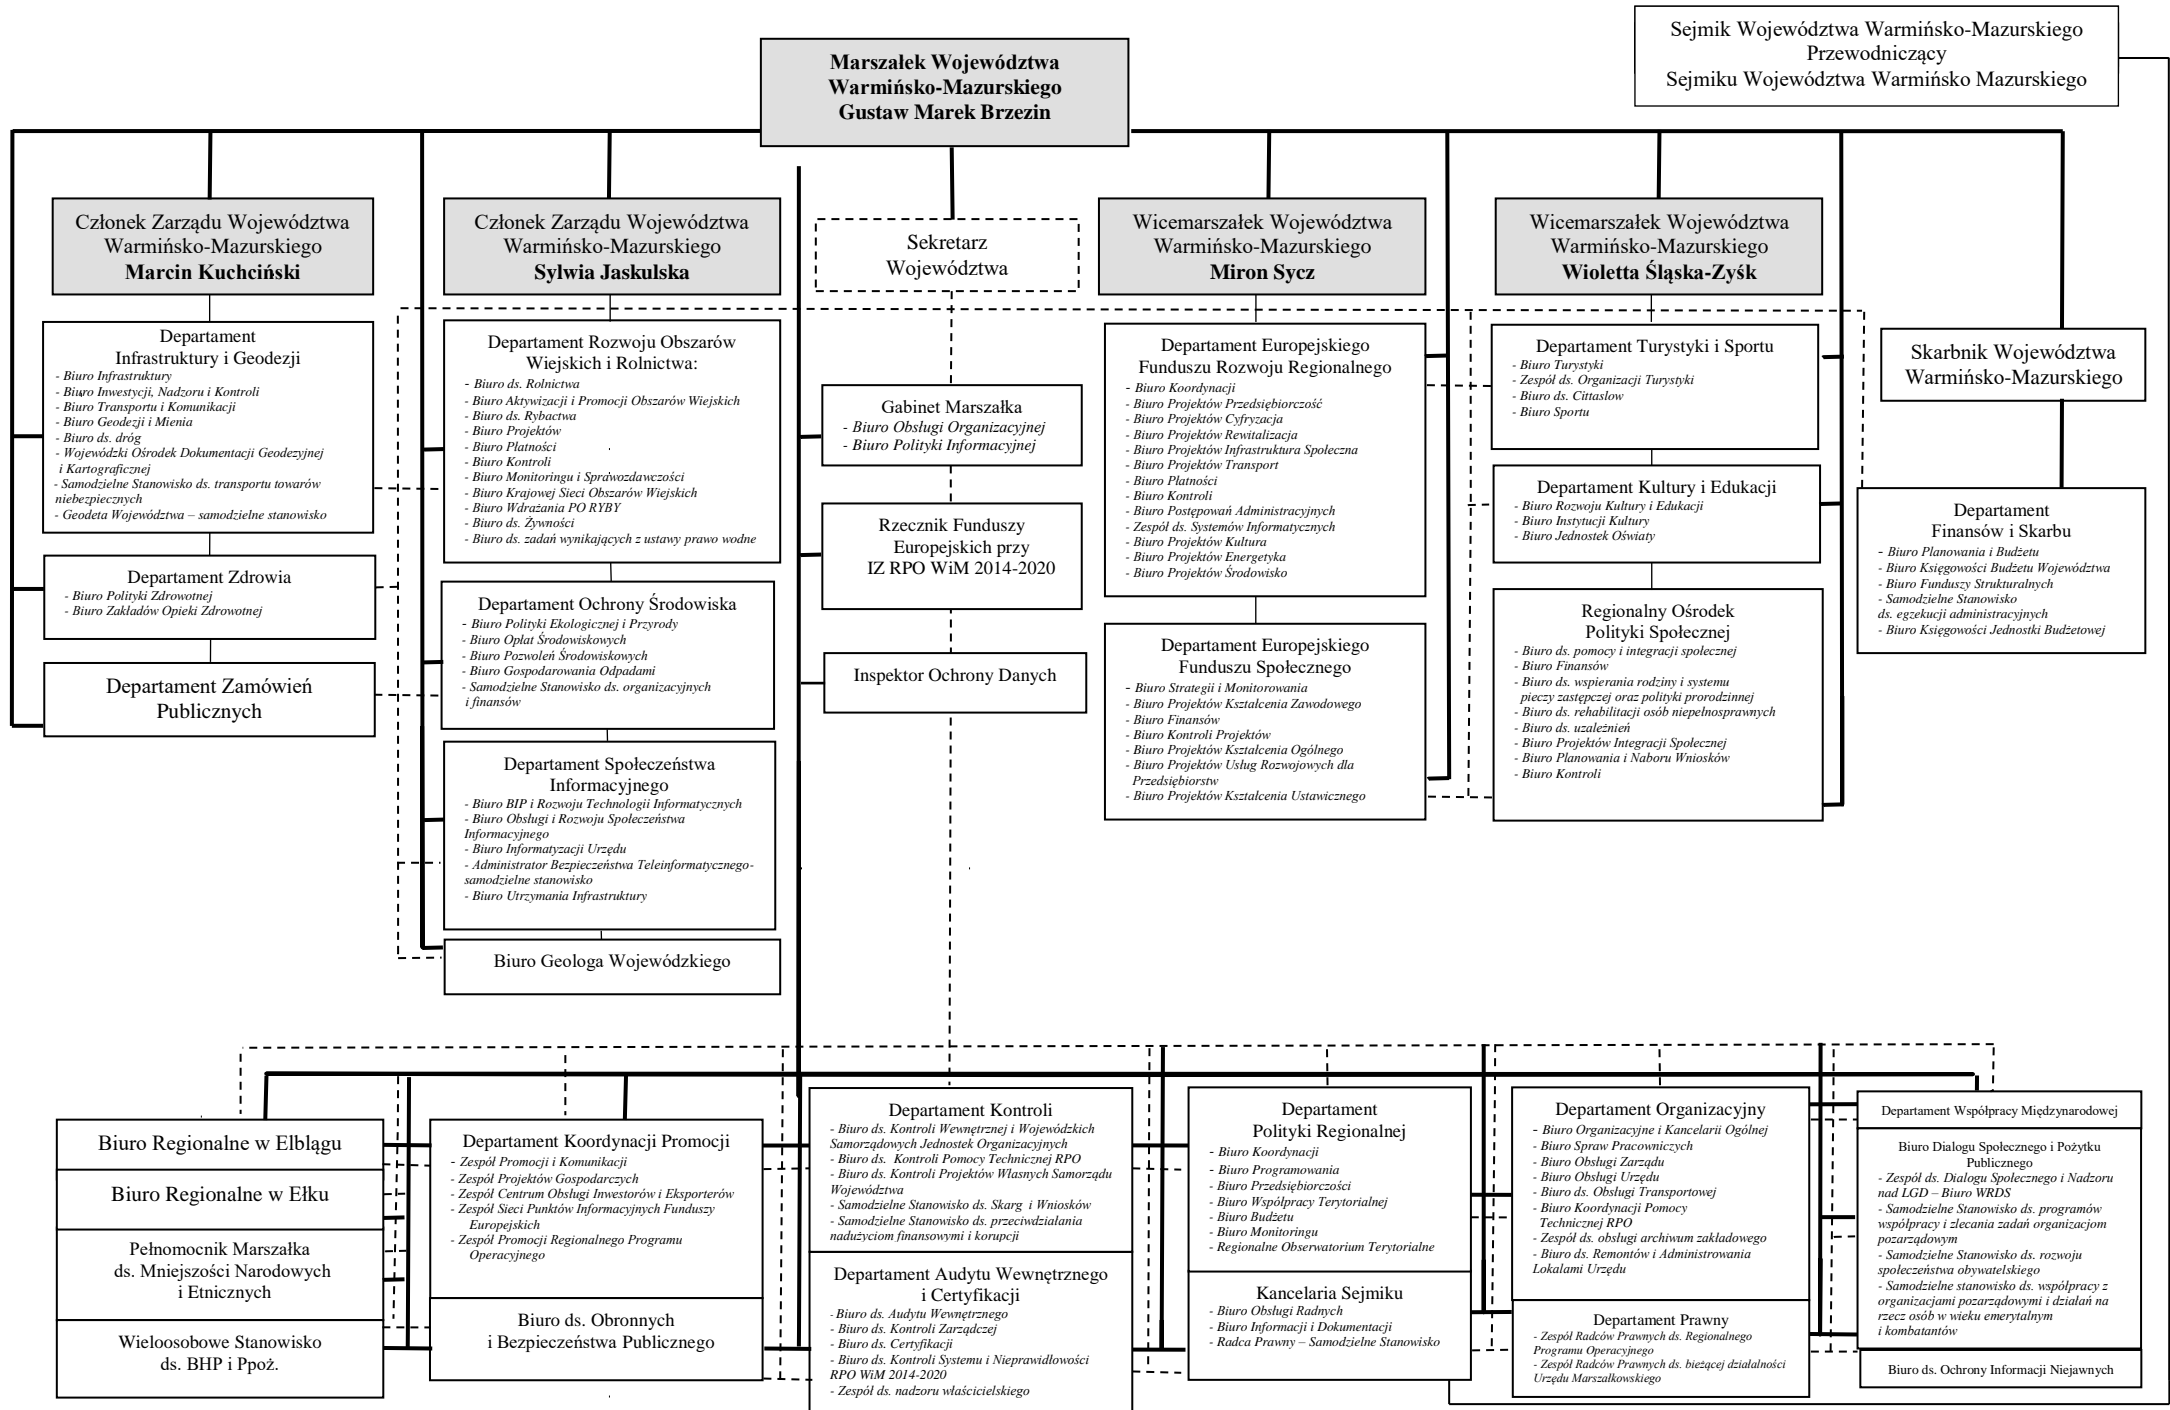 Sejmik Województwa Warmińsko-Mazurskiego
Przewodniczący
Sejmiku Województwa Warmińsko Mazurskiego
Marszałek Województwa
Warmińsko-Mazurskiego
Gustaw Marek Brzezin
Członek Zarządu Województwa
Warmińsko-Mazurskiego
Marcin Kuchciński
Członek Zarządu Województwa
Warmińsko-Mazurskiego
Sylwia Jaskulska
Sekretarz
Województwa
Wicemarszałek Województwa
Warmińsko-Mazurskiego
Miron Sycz
Wicemarszałek Województwa
Warmińsko-Mazurskiego
Wioletta Śląska-Zyśk
Departament
Infrastruktury i Geodezji
- Biuro Infrastruktury
- Biuro Inwestycji, Nadzoru i Kontroli
- Biuro Transportu i Komunikacji
- Biuro Geodezji i Mienia
- Biuro ds. dróg
- Wojewódzki Ośrodek Dokumentacji Geodezyjnej
i Kartograficznej
- Samodzielne Stanowisko ds. transportu towarów
niebezpiecznych
- Geodeta Województwa – samodzielne stanowisko
Departament Zdrowia
- Biuro Polityki Zdrowotnej
- Biuro Zakładów Opieki Zdrowotnej
Departament Zamówień
Publicznych
Departament Rozwoju Obszarów
Wiejskich i Rolnictwa:
- Biuro ds. Rolnictwa
- Biuro Aktywizacji i Promocji Obszarów Wiejskich
- Biuro ds. Rybactwa
- Biuro Projektów
- Biuro Płatności
- Biuro Kontroli
- Biuro Monitoringu i Sprawozdawczości
- Biuro Krajowej Sieci Obszarów Wiejskich
- Biuro Wdrażania PO RYBY
- Biuro ds. Żywności
- Biuro ds. zadań wynikających z ustawy prawo wodne
Departament Ochrony Środowiska
- Biuro Polityki Ekologicznej i Przyrody
- Biuro Opłat Środowiskowych
- Biuro Pozwoleń Środowiskowych
- Biuro Gospodarowania Odpadami
- Samodzielne Stanowisko ds. organizacyjnych
i finansów
Departament Społeczeństwa
Informacyjnego
- Biuro BIP i Rozwoju Technologii Informatycznych
- Biuro Obsługi i Rozwoju Społeczeństwa
Informacyjnego
- Biuro Informatyzacji Urzędu
- Administrator Bezpieczeństwa Teleinformatycznego-
samodzielne stanowisko
- Biuro Utrzymania Infrastruktury
Biuro Geologa Wojewódzkiego
Gabinet Marszałka
- Biuro Obsługi Organizacyjnej
- Biuro Polityki Informacyjnej
Rzecznik Funduszy
Europejskich przy
IZ RPO WiM 2014-2020
Inspektor Ochrony Danych
Departament Europejskiego
Funduszu Rozwoju Regionalnego
- Biuro Koordynacji
- Biuro Projektów Przedsiębiorczość
- Biuro Projektów Cyfryzacja
- Biuro Projektów Rewitalizacja
- Biuro Projektów Infrastruktura Społeczna
- Biuro Projektów Transport
- Biuro Płatności
- Biuro Kontroli
- Biuro Postępowań Administracyjnych
- Zespół ds. Systemów Informatycznych
- Biuro Projektów Kultura
- Biuro Projektów Energetyka
- Biuro Projektów Środowisko
Departament Europejskiego
Funduszu Społecznego
- Biuro Strategii i Monitorowania
- Biuro Projektów Kształcenia Zawodowego
- Biuro Finansów
- Biuro Kontroli Projektów
- Biuro Projektów Kształcenia Ogólnego
- Biuro Projektów Usług Rozwojowych dla
Przedsiębiorstw
- Biuro Projektów Kształcenia Ustawicznego
Departament Turystyki i Sportu
- Biuro Turystyki
- Zespół ds. Organizacji Turystyki
- Biuro ds. Cittaslow
- Biuro Sportu
Departament Kultury i Edukacji
- Biuro Rozwoju Kultury i Edukacji
- Biuro Instytucji Kultury
- Biuro Jednostek Oświaty
Regionalny Ośrodek
Polityki Społecznej
- Biuro ds. pomocy i integracji społecznej
- Biuro Finansów
- Biuro ds. wspierania rodziny i systemu
pieczy zastępczej oraz polityki prorodzinnej
- Biuro ds. rehabilitacji osób niepełnosprawnych
- Biuro ds. uzależnień
- Biuro Projektów Integracji Społecznej
- Biuro Planowania i Naboru Wniosków
- Biuro Kontroli
Skarbnik Województwa
Warmińsko-Mazurskiego
Departament
Finansów i Skarbu
- Biuro Planowania i Budżetu
- Biuro Księgowości Budżetu Województwa
- Biuro Funduszy Strukturalnych
- Samodzielne Stanowisko
ds. egzekucji administracyjnych
- Biuro Księgowości Jednostki Budżetowej
Biuro Regionalne w Elblągu
Biuro Regionalne w Ełku
Pełnomocnik Marszałka
ds. Mniejszości Narodowych
i Etnicznych
Wieloosobowe Stanowisko
ds. BHP i Ppoż.
Departament Koordynacji Promocji
- Zespół Promocji i Komunikacji
- Zespół Projektów Gospodarczych
- Zespół Centrum Obsługi Inwestorów i Eksporterów
- Zespół Sieci Punktów Informacyjnych Funduszy
Europejskich
- Zespół Promocji Regionalnego Programu
Operacyjnego
Biuro ds. Obronnych
i Bezpieczeństwa Publicznego
Departament Kontroli
- Biuro ds. Kontroli Wewnętrznej i Wojewódzkich
Samorządowych Jednostek Organizacyjnych
- Biuro ds. Kontroli Pomocy Technicznej RPO
- Biuro ds. Kontroli Projektów Własnych Samorządu
Województwa
- Samodzielne Stanowisko ds. Skarg i Wniosków
- Samodzielne Stanowisko ds. przeciwdziałania
nadużyciom finansowymi i korupcji
Departament Audytu Wewnętrznego
i Certyfikacji
- Biuro ds. Audytu Wewnętrznego
- Biuro ds. Kontroli Zarządczej
- Biuro ds. Certyfikacji
- Biuro ds. Kontroli Systemu i Nieprawidłowości
RPO WiM 2014-2020
- Zespół ds. nadzoru właścicielskiego
Departament
Polityki Regionalnej
- Biuro Koordynacji
- Biuro Programowania
- Biuro Przedsiębiorczości
- Biuro Współpracy Terytorialnej
- Biuro Budżetu
- Biuro Monitoringu
- Regionalne Obserwatorium Terytorialne
Kancelaria Sejmiku
- Biuro Obsługi Radnych
- Biuro Informacji i Dokumentacji
- Radca Prawny – Samodzielne Stanowisko
Departament Organizacyjny
- Biuro Organizacyjne i Kancelarii Ogólnej
- Biuro Spraw Pracowniczych
- Biuro Obsługi Zarządu
- Biuro Obsługi Urzędu
- Biuro ds. Obsługi Transportowej
- Biuro Koordynacji Pomocy
Technicznej RPO
- Zespół ds. obsługi archiwum zakładowego
- Biuro ds. Remontów i Administrowania
Lokalami Urzędu
Departament Prawny
- Zespół Radców Prawnych ds. Regionalnego
Programu Operacyjnego
- Zespół Radców Prawnych ds. bieżącej działalności
Urzędu Marszałkowskiego
Departament Współpracy Międzynarodowej
Biuro Dialogu Społecznego i Pożytku
Publicznego
- Zespół ds. Dialogu Społecznego i Nadzoru
nad LGD – Biuro WRDS
- Samodzielne Stanowisko ds. programów
współpracy i zlecania zadań organizacjom
pozarządowym
- Samodzielne Stanowisko ds. rozwoju
społeczeństwa obywatelskiego
- Samodzielne stanowisko ds. współpracy z
organizacjami pozarządowymi i działań na
rzecz osób w wieku emerytalnym
i kombatantów
Biuro ds. Ochrony Informacji Niejawnych